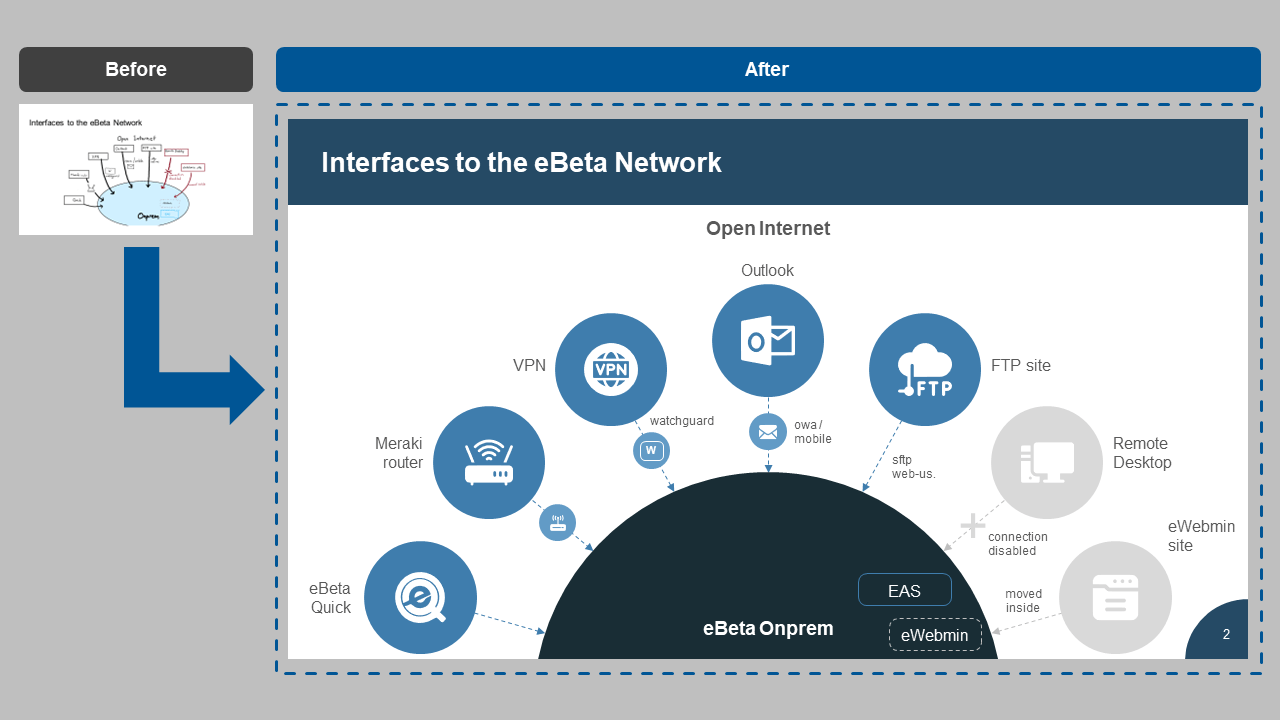 Before
After
Interfaces to the eBeta Network
Open Internet
Onprem
Interfaces to the eBeta Network
Open Internet
Outlook
VPN
VPN
FTP
FTP site
watchguard
W
owa /
mobile
Meraki
router
sftp
web-us.
Remote
Desktop
connection
disabled
eWebmin
site
eBeta
Quick
EAS
moved
inside
eBeta Onprem
eWebmin
2